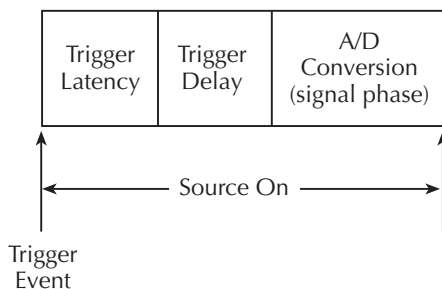 Trigger
Latency
Trigger
Delay
A/D
Conversion
(signal phase)
Source On
Trigger
Event